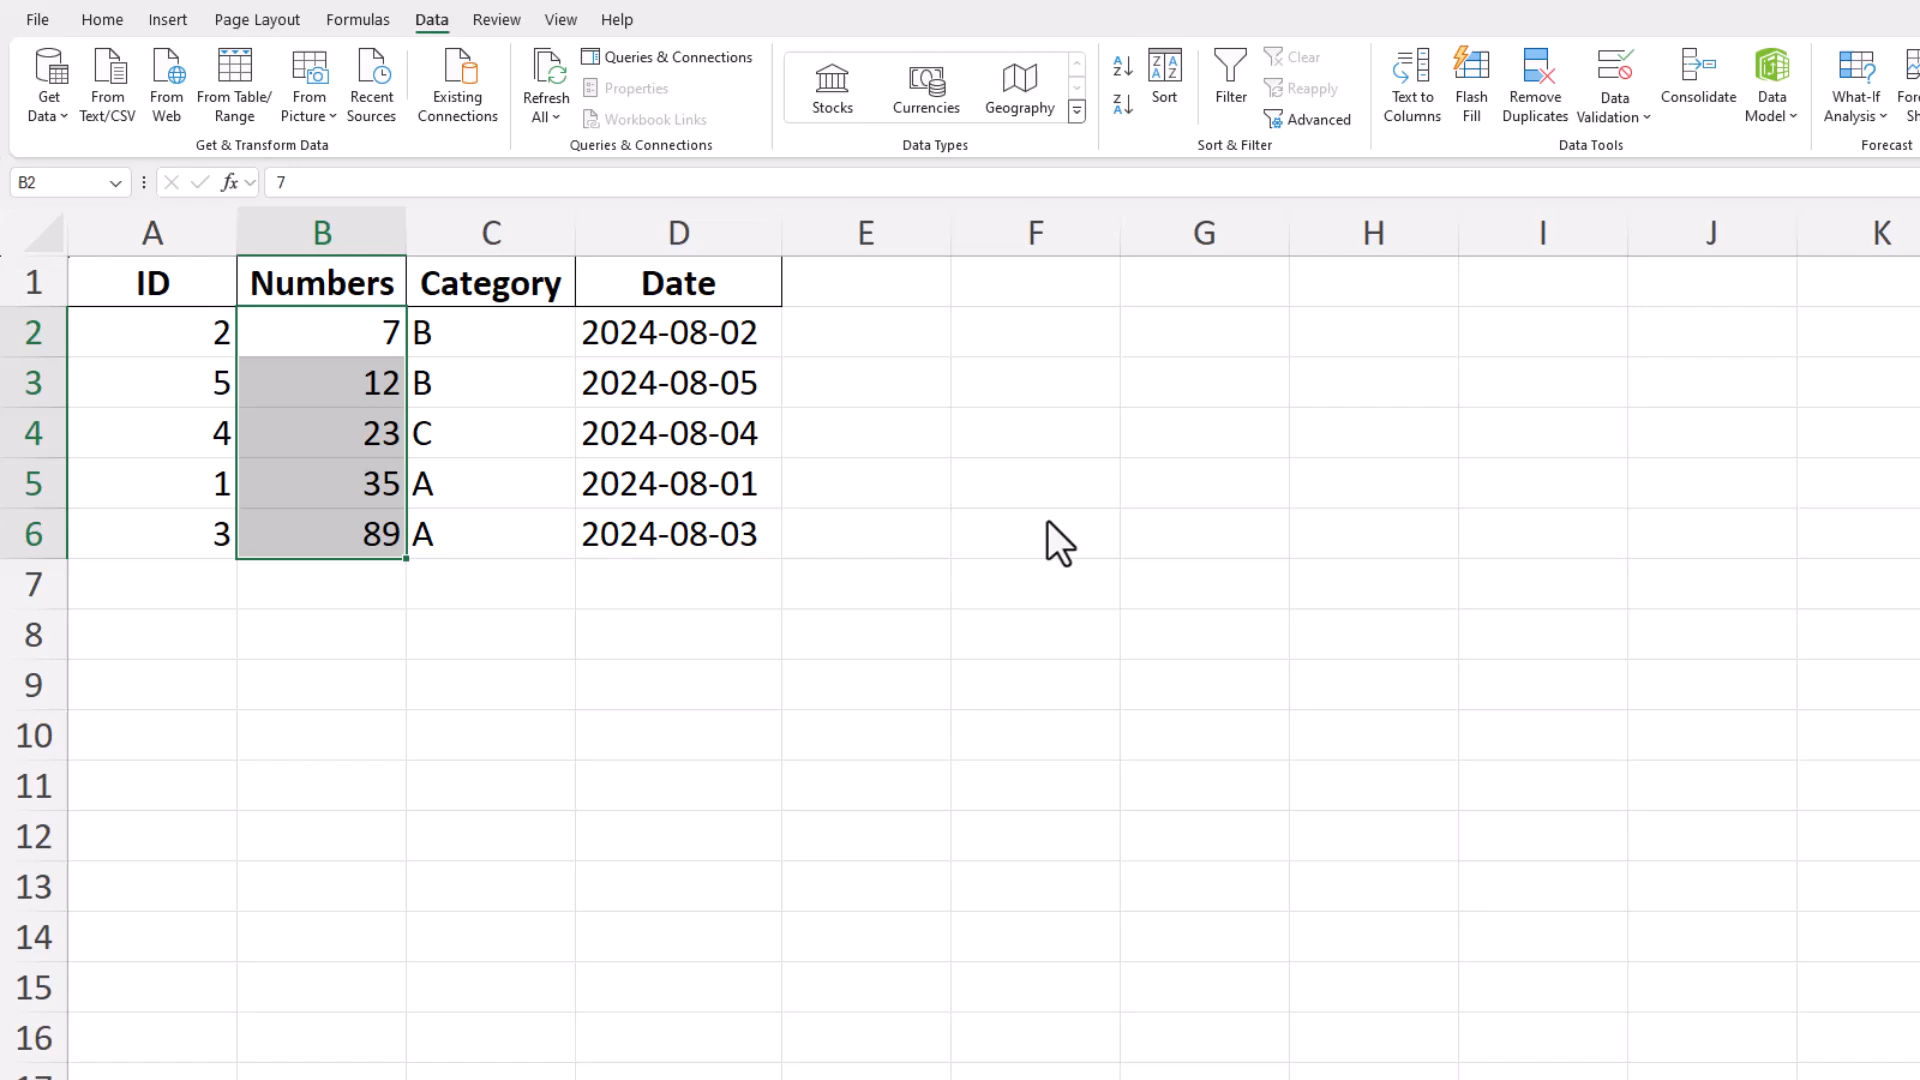 File Home Insert Page Layout Formulas Data Review View Help
Get Data From Text/CSV From Web From Table/ Range From Picture Recent Sources Existing Connections
Get & Transform Data
Refresh All Queries & Connections
Properties
Workbook Links
Queries & Connections
Stocks Currencies Geography
Data Types
Sort Filter Clear
Reapply
Advanced
Sort & Filter
Text to Columns Flash Fill Remove Duplicates Data Validation Consolidate Data Model
Data Tools
What-If Analysis
Forecast
B2 fx 7
A B C D E F G H I J K
1 ID Numbers Category Date
2 2 7 B 2024-08-02
3 5 12 B 2024-08-05
4 4 23 C 2024-08-04
5 1 35 A 2024-08-01
6 3 89 A 2024-08-03
7
8
9
10
11
12
13
14
15
16